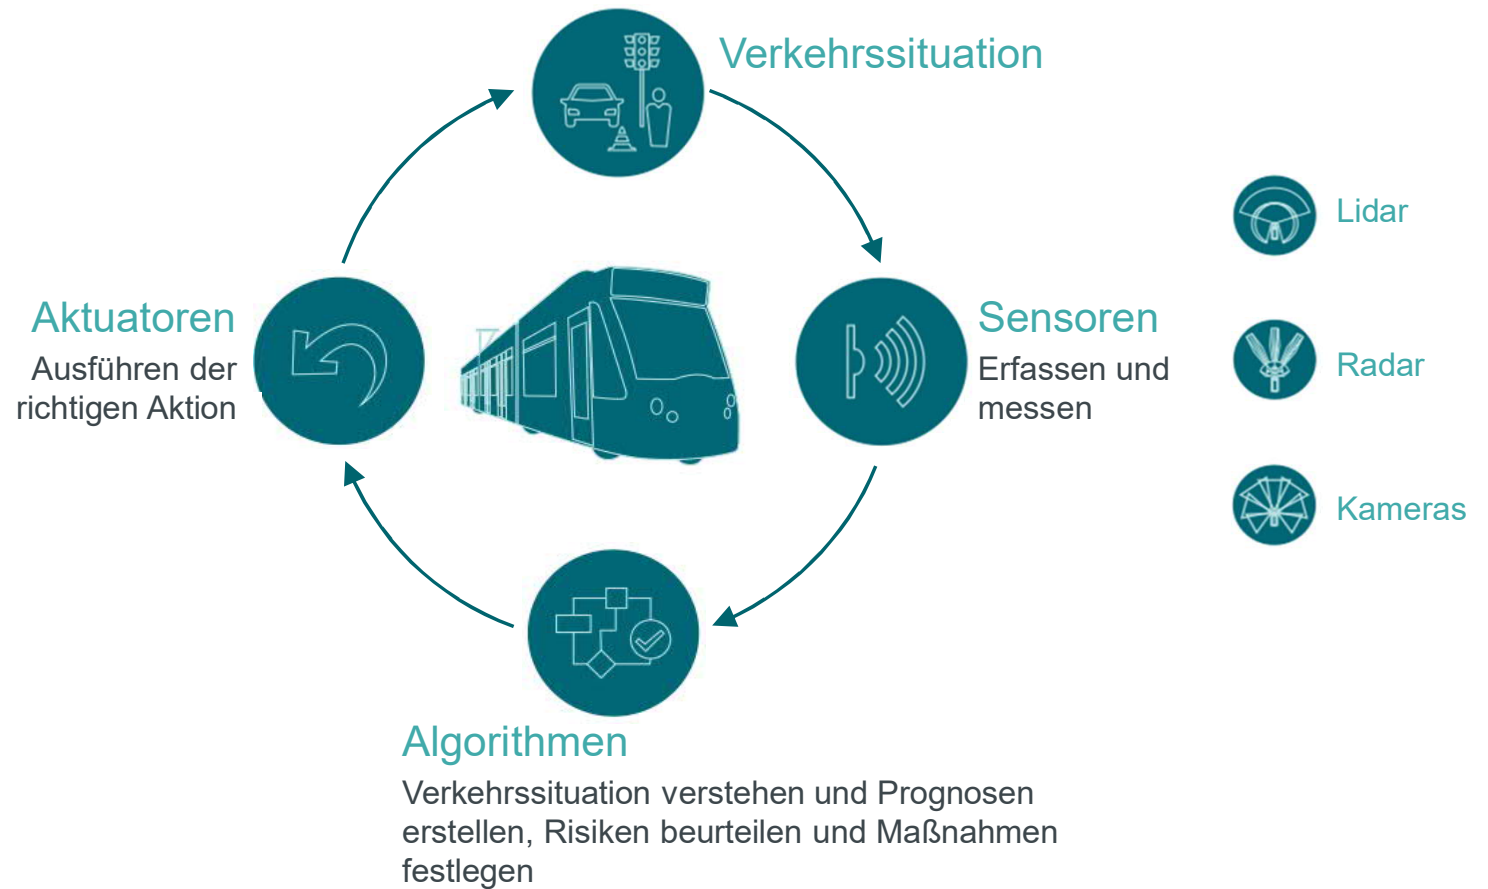 Verkehrssituation
Lidar
Aktuatoren
Ausführen der
richtigen Aktion
Sensoren
Erfassen und
messen
Radar
Kameras
Algorithmen
Verkehrssituation verstehen und Prognosen
erstellen, Risiken beurteilen und Maßnahmen
festlegen